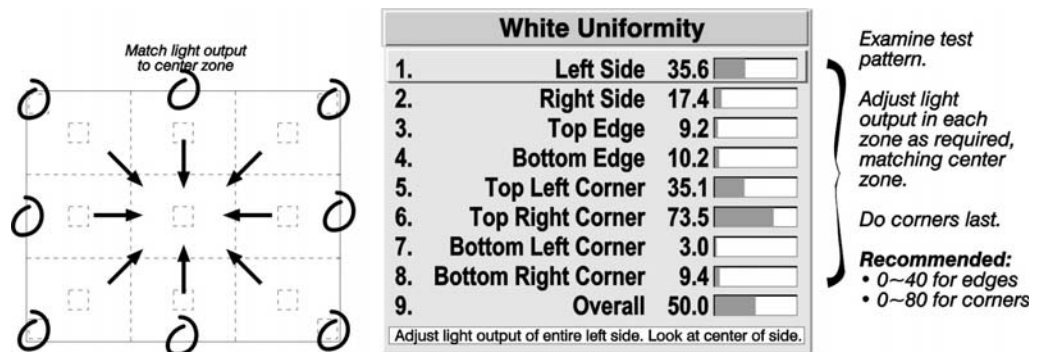 Match light output
to center zone
White Uniformity
1. Left Side 35.6
2. Right Side 17.4
3. Top Edge 9.2
4. Bottom Edge 10.2
5. Top Left Corner 35.1
6. Top Right Corner 73.5
7. Bottom Left Corner 3.0
8. Bottom Right Corner 9.4
9. Overall 50.0
Adjust light output of entire left side. Look at center of side.
Examine test
pattern.
Adjust light
output in each
zone as required,
matching center
zone.
Do corners last.
Recommended:
• 0~40 for edges
• 0~80 for corners